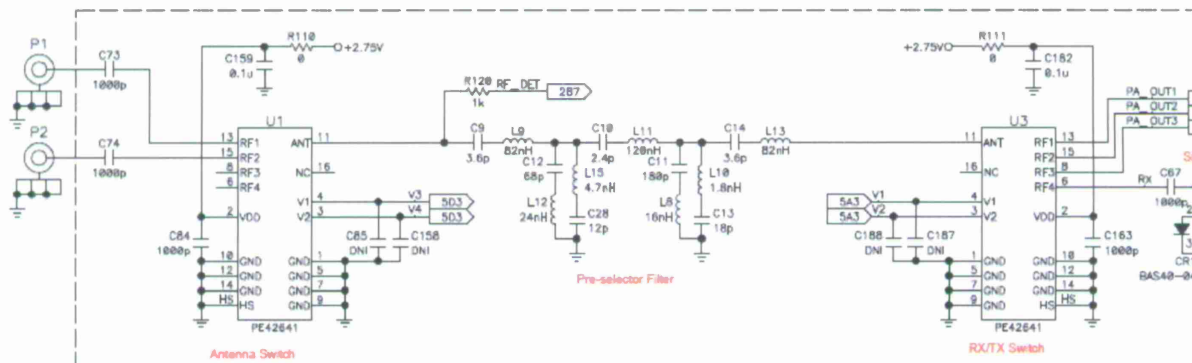 P1
C73
1000p
P2
C74
1000p
R110
0
+2.75V
C159
0.1u
U1
13 RF1
15 RF2
8 RF3
6 RF4
2 VDD
10 GND
12 GND
14 GND
HS HS
ANT 11
NC 16
V1 4
V2 3
GND 1
GND 5
GND 7
GND 9
PE42641
C84
1000p
V3
5D3
V4
5D3
C85
DNI
C158
DNI
Antenna Switch
R120
1k
RF_DET
2B7
C9
3.6p
L9
82nH
C12
68p
L12
24nH
L15
4.7nH
C28
12p
C10
2.4p
L11
120nH
C11
180p
L8
16nH
L10
1.8nH
C13
18p
C14
3.6p
L13
82nH
Pre-selector Filter
+2.75V
R111
0
C182
0.1u
U3
11 ANT
16 NC
4 V1
3 V2
1 GND
5 GND
7 GND
9 GND
RF1 13
RF2 15
RF3 8
RF4 6
VDD 2
GND 10
GND 12
GND 14
HS HS
PE42641
5A3
V1
5A3
V2
C188
DNI
C187
DNI
C163
1000p
RX/TX Switch
PA_OUT1
PA_OUT2
PA_OUT3
RX
C67
1000p
BAS40-0